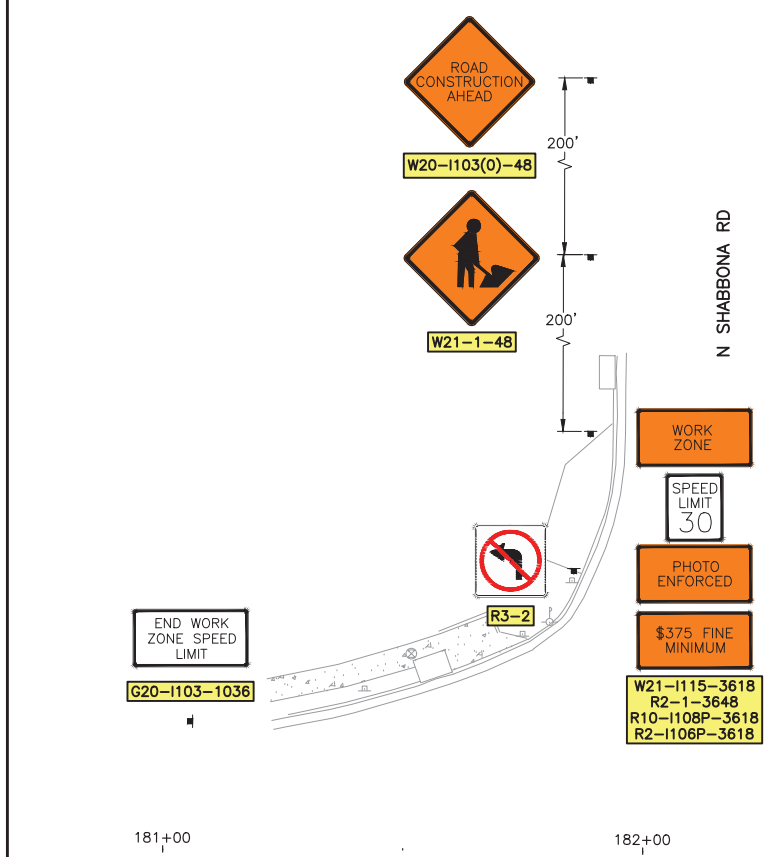 ROAD
CONSTRUCTION
AHEAD
200'
W20-I103(0)-48
200'
W21-1-48
N SHABBONA RD
WORK
ZONE
SPEED
LIMIT
30
PHOTO
ENFORCED
R3-2
$375 FINE
MINIMUM
END WORK
ZONE SPEED
LIMIT
G20-I103-1036
W21-I115-3618
R2-1-3648
R10-I108P-3618
R2-I106P-3618
181+00
182+00